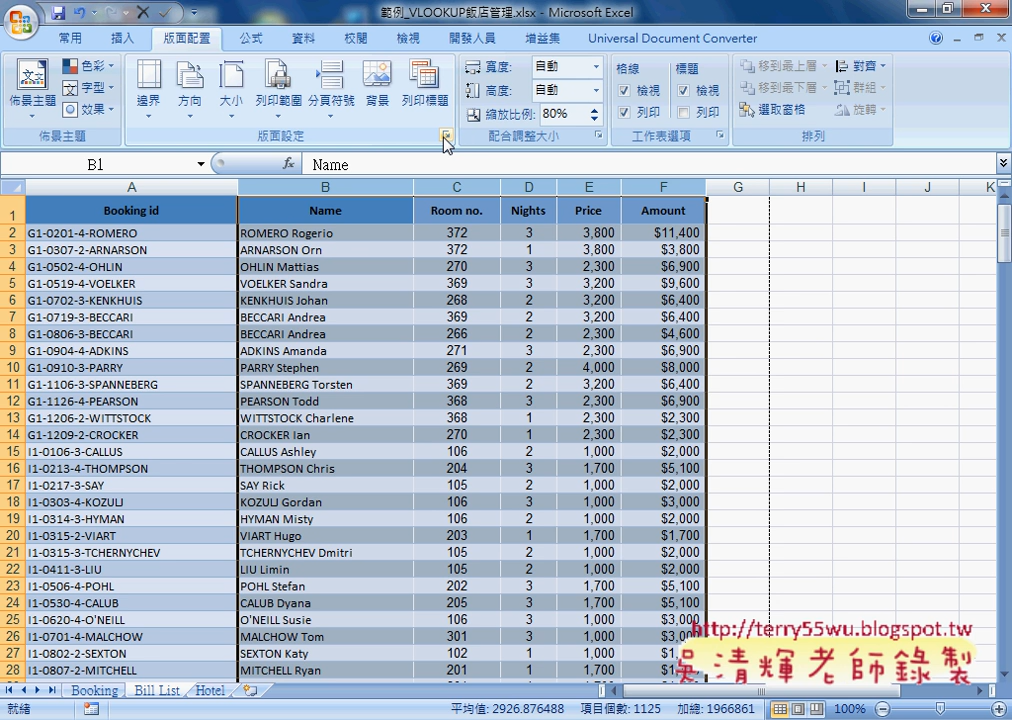 範例_VLOOKUP飯店管理.xlsx - Microsoft Excel
常用 插入 版面配置 公式 資料 校閱 檢視 開發人員 增益集 Universal Document Converter
佈景主題 色彩 字型 效果 邊界 方向 大小 列印範圍 分頁符號 背景 列印標題 寬度: 自動 高度: 自動 縮放比例: 80% 格線 檢視 列印 標題 檢視 列印 移到最上層 移到最下層 選取窗格 對齊 群組 旋轉
佈景主題 版面設定 配合調整大小 工作表選項 排列
B1 fx Name
A B C D E F G H I J K
1 Booking id Name Room no. Nights Price Amount
2 G1-0201-4-ROMERO ROMERO Rogerio 372 3 3,800 $11,400
3 G1-0307-2-ARNARSON ARNARSON Orn 372 1 3,800 $3,800
4 G1-0502-4-OHLIN OHLIN Mattias 270 3 2,300 $6,900
5 G1-0519-4-VOELKER VOELKER Sandra 369 3 3,200 $9,600
6 G1-0702-3-KENKHUIS KENKHUIS Johan 268 2 3,200 $6,400
7 G1-0719-3-BECCARI BECCARI Andrea 369 2 3,200 $6,400
8 G1-0806-3-BECCARI BECCARI Andrea 266 2 2,300 $4,600
9 G1-0904-4-ADKINS ADKINS Amanda 271 3 2,300 $6,900
10 G1-0910-3-PARRY PARRY Stephen 269 2 4,000 $8,000
11 G1-1106-3-SPANNEBERG SPANNEBERG Torsten 369 2 3,200 $6,400
12 G1-1126-4-PEARSON PEARSON Todd 368 3 2,300 $6,900
13 G1-1206-2-WITTSTOCK WITTSTOCK Charlene 368 1 2,300 $2,300
14 G1-1209-2-CROCKER CROCKER Ian 270 1 2,300 $2,300
15 I1-0106-3-CALLUS CALLUS Ashley 106 2 1,000 $2,000
16 I1-0213-4-THOMPSON THOMPSON Chris 204 3 1,700 $5,100
17 I1-0217-3-SAY SAY Rick 105 2 1,000 $2,000
18 I1-0303-4-KOZULJ KOZULJ Gordan 106 3 1,000 $3,000
19 I1-0314-3-HYMAN HYMAN Misty 106 2 1,000 $2,000
20 I1-0315-2-VIART VIART Hugo 203 1 1,700 $1,700
21 I1-0315-3-TCHERNYCHEV TCHERNYCHEV Dmitri 105 2 1,000 $2,000
22 I1-0411-3-LIU LIU Limin 105 2 1,000 $2,000
23 I1-0506-4-POHL POHL Stefan 202 3 1,700 $5,100
24 I1-0530-4-CALUB CALUB Dyana 205 3 1,700 $5,100
25 I1-0620-4-O'NEILL O'NEILL Susie 106 3 1,000 $3,000
26 I1-0701-4-MALCHOW MALCHOW Tom 301 3 1,000
27 I1-0802-2-SEXTON SEXTON Katy 102 1 1,000
28 I1-0807-2-MITCHELL MITCHELL Ryan 201 1 1,700
http://terry55wu.blogspot.tw
吳清輝老師錄製
Booking Bill List Hotel
就緒 平均值: 2926.876488 項目個數: 1125 加總: 1966861 100%